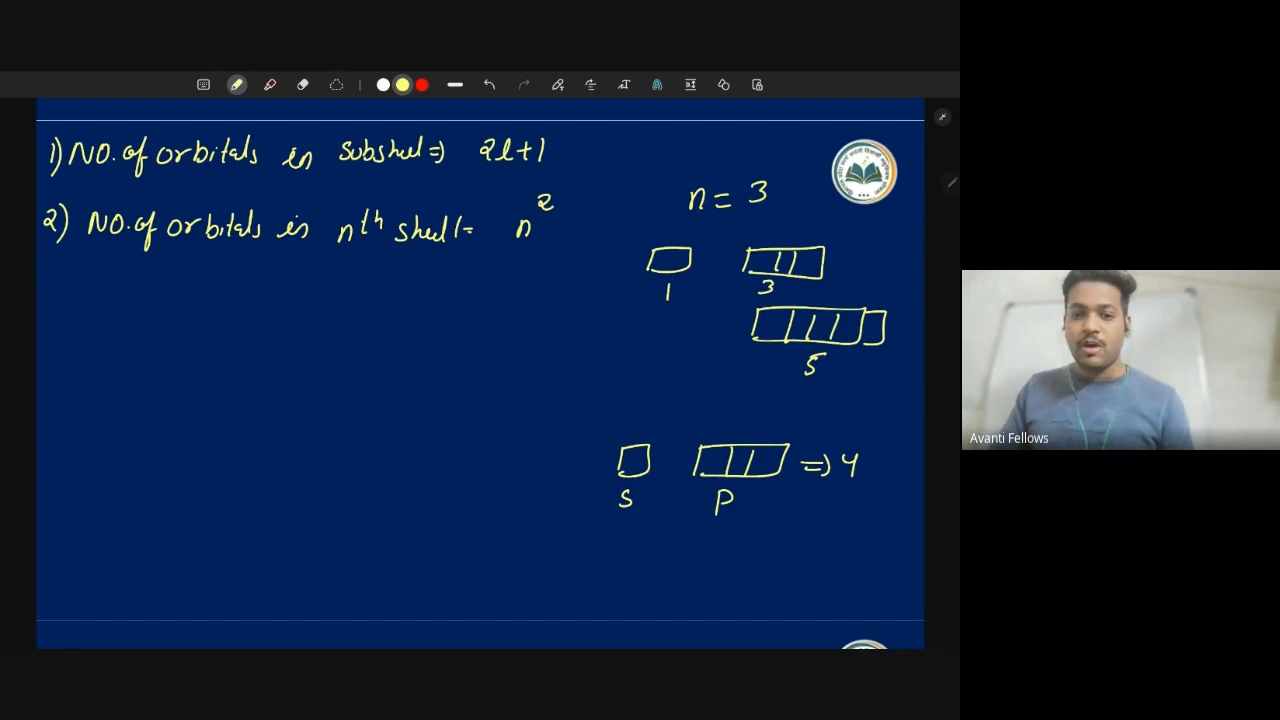 1) NO. of orbitals in subshell ⇒ 2l+1
2) NO. of orbitals in nth shell = n²
n = 3
1 3
5
⇒ 4
s p
Avanti Fellows